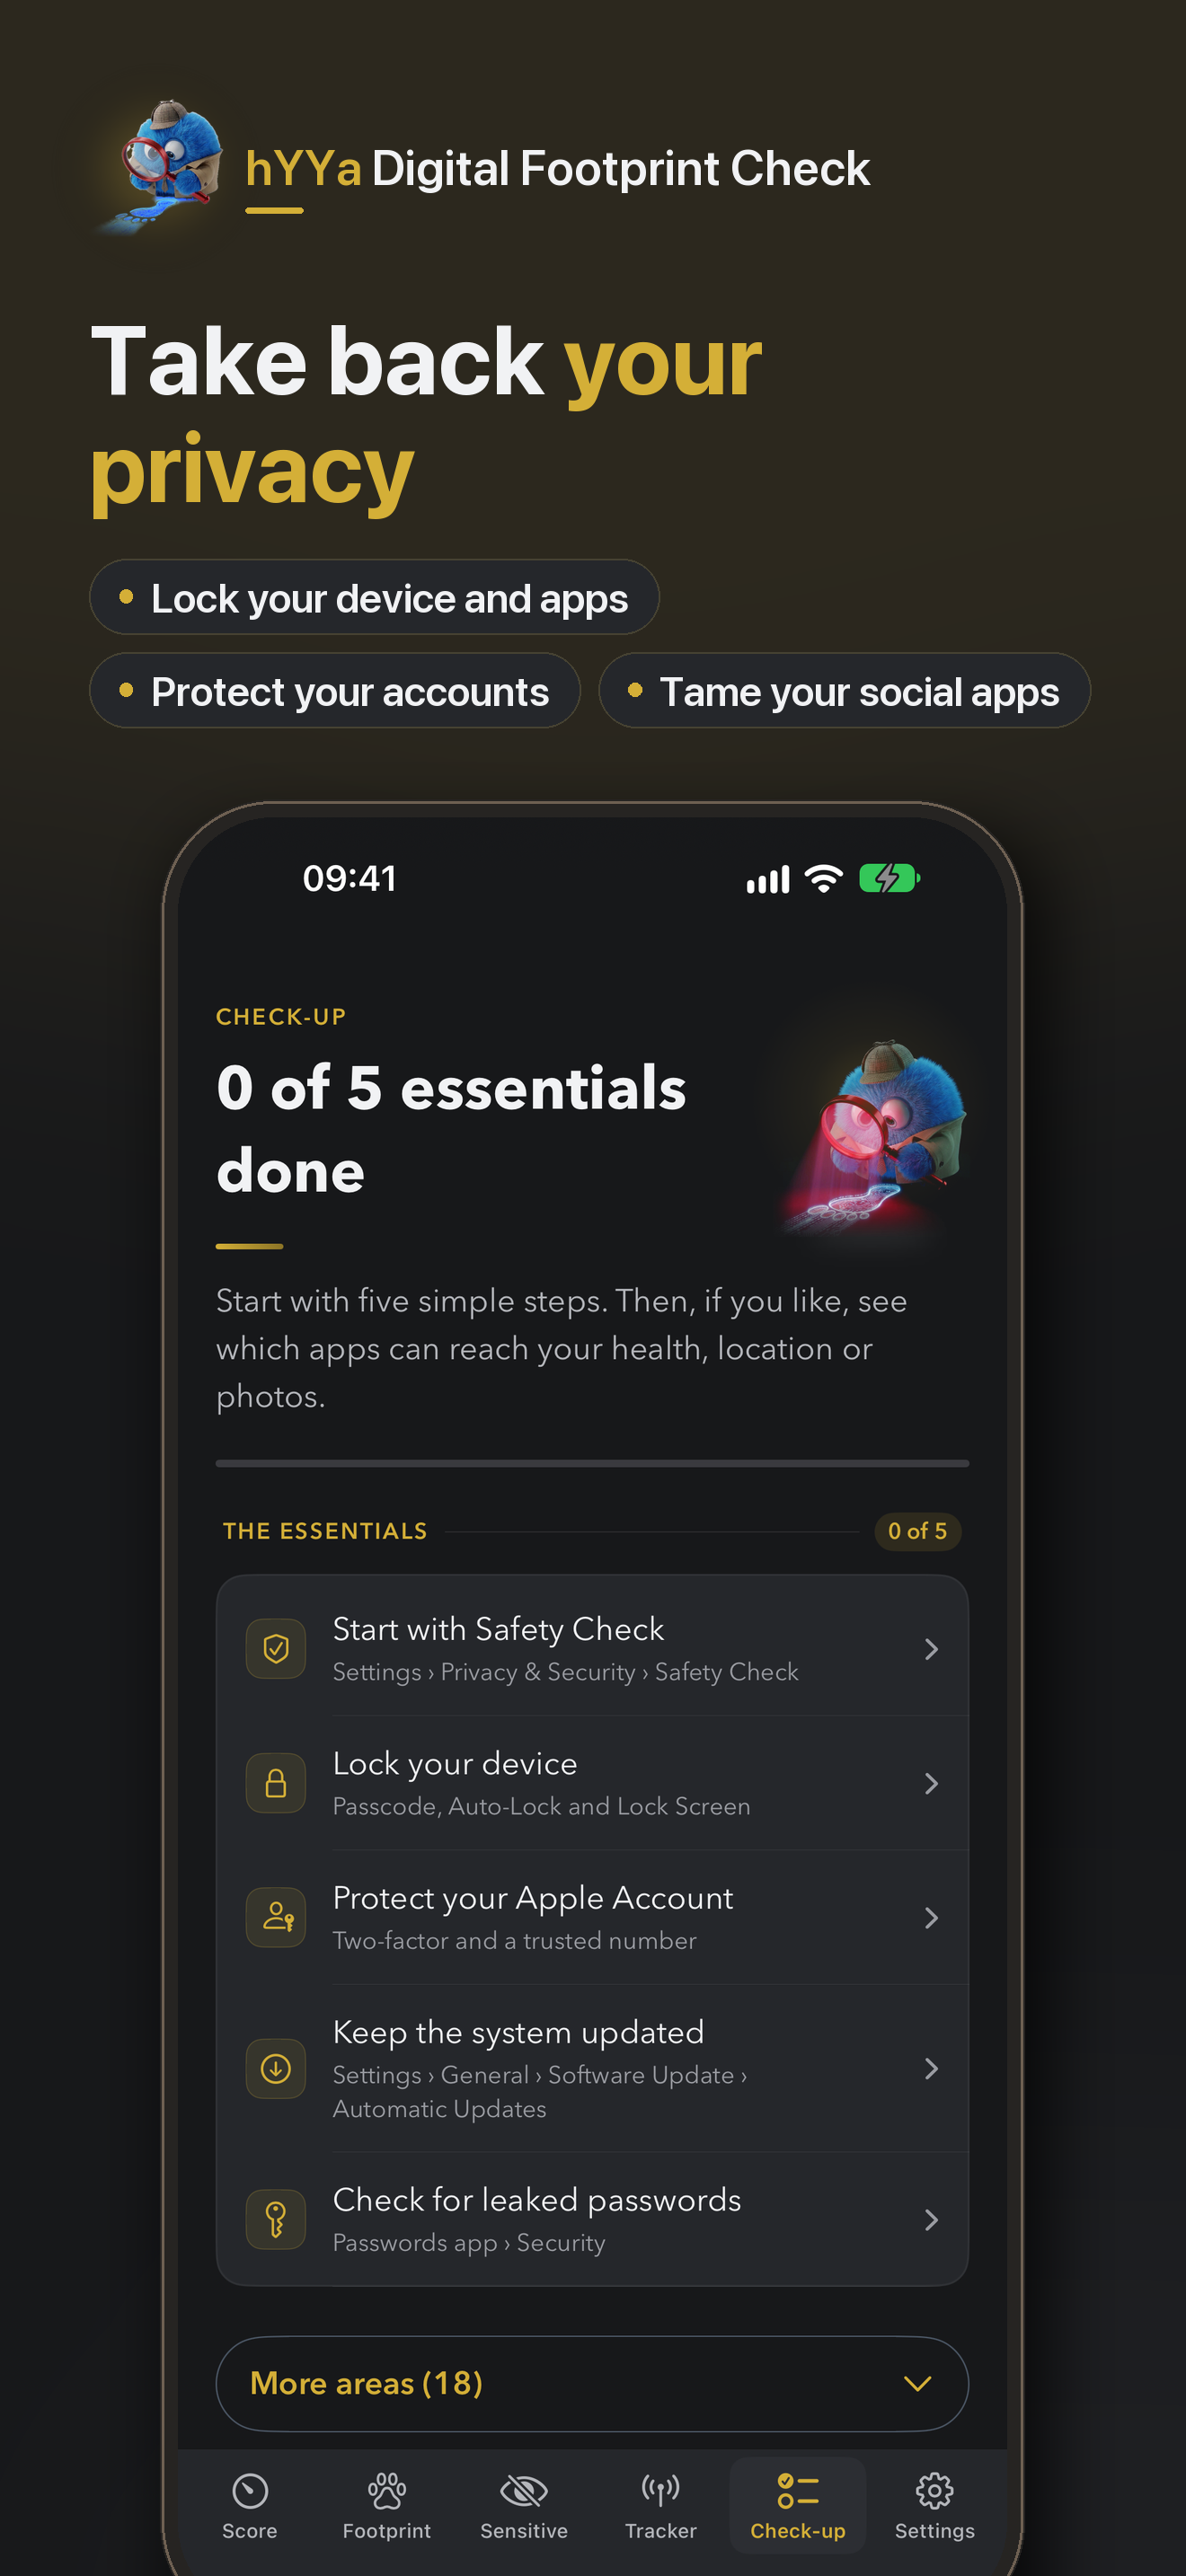 hYYa Digital Footprint Check
Take back your
privacy
Lock your device and apps
Protect your accounts
Tame your social apps
09:41
CHECK-UP
0 of 5 essentials
done
Start with five simple steps. Then, if you like, see
which apps can reach your health, location or
photos.
THE ESSENTIALS
0 of 5
Start with Safety Check
Settings › Privacy & Security › Safety Check
Lock your device
Passcode, Auto-Lock and Lock Screen
Protect your Apple Account
Two-factor and a trusted number
Keep the system updated
Settings › General › Software Update ›
Automatic Updates
Check for leaked passwords
Passwords app › Security
More areas (18)
Score
Footprint
Sensitive
Tracker
Check-up
Settings